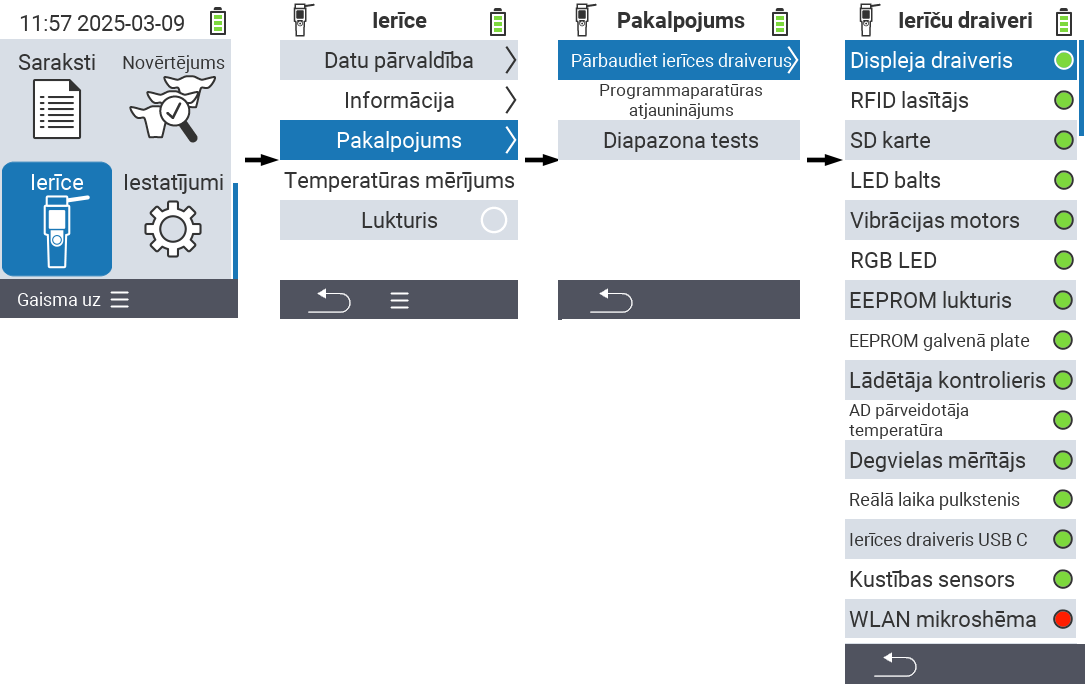 11:57 2025-03-09
Saraksti
Novērtējums
Ierīce
Iestatījumi
Gaisma uz
Ierīce
Datu pārvaldība
Informācija
Pakalpojums
Temperatūras mērījums
Lukturis
Pakalpojums
Pārbaudiet ierīces draiverus
Programmaparatūras
atjauninājums
Diapazona tests
Ierīču draiveri
Displeja draiveris
RFID lasītājs
SD karte
LED balts
Vibrācijas motors
RGB LED
EEPROM lukturis
EEPROM galvenā plate
Lādētāja kontrolieris
AD pārveidotāja
temperatūra
Degvielas mērītājs
Reālā laika pulkstenis
Ierīces draiveris USB C
Kustības sensors
WLAN mikroshēma